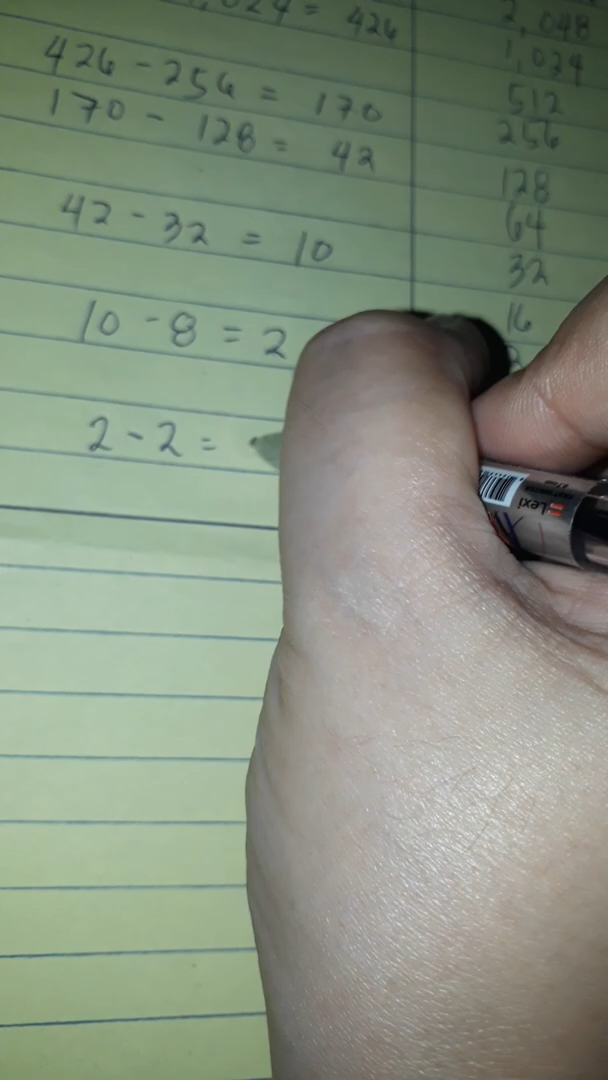 ,024 = 426
426 - 256 = 170
170 - 128 = 42
42 - 32 = 10
10 - 8 = 2
2 - 2 =
2,048
1,024
512
256
128
64
32
16
Lexi